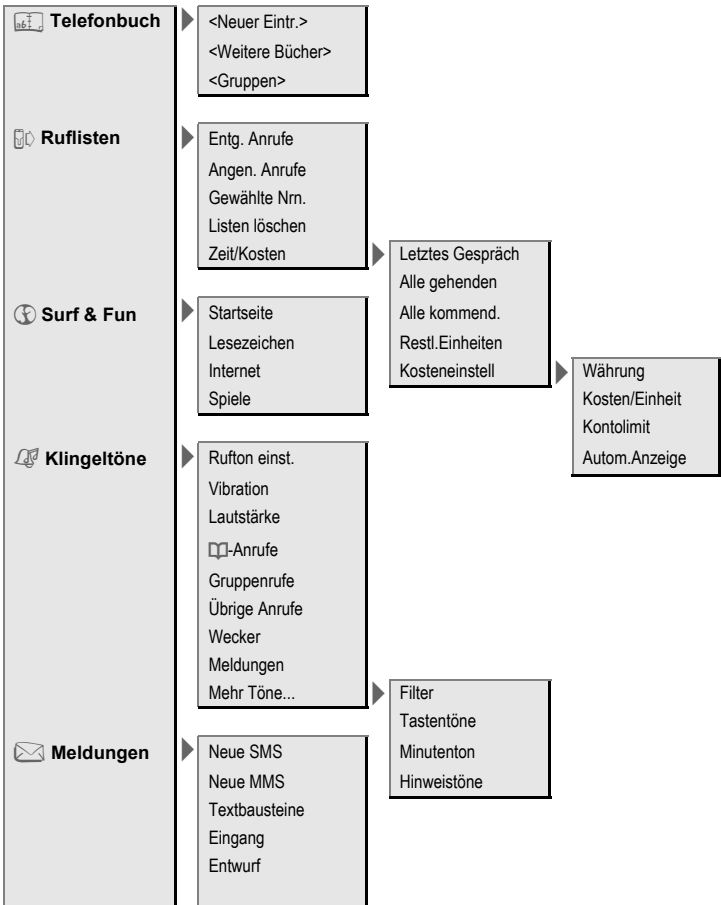 Telefonbuch
<Neuer Eintr.>
<Weitere Bücher>
<Gruppen>
Ruflisten
Entg. Anrufe
Angen. Anrufe
Gewählte Nrn.
Listen löschen
Zeit/Kosten
Letztes Gespräch
Alle gehenden
Alle kommend.
Restl.Einheiten
Kosteneinstell
Währung
Kosten/Einheit
Kontolimit
Autom.Anzeige
Surf & Fun
Startseite
Lesezeichen
Internet
Spiele
Klingeltöne
Rufton einst.
Vibration
Lautstärke
-Anrufe
Gruppenrufe
Übrige Anrufe
Wecker
Meldungen
Mehr Töne...
Filter
Tastentöne
Minutenton
Hinweistöne
Meldungen
Neue SMS
Neue MMS
Textbausteine
Eingang
Entwurf